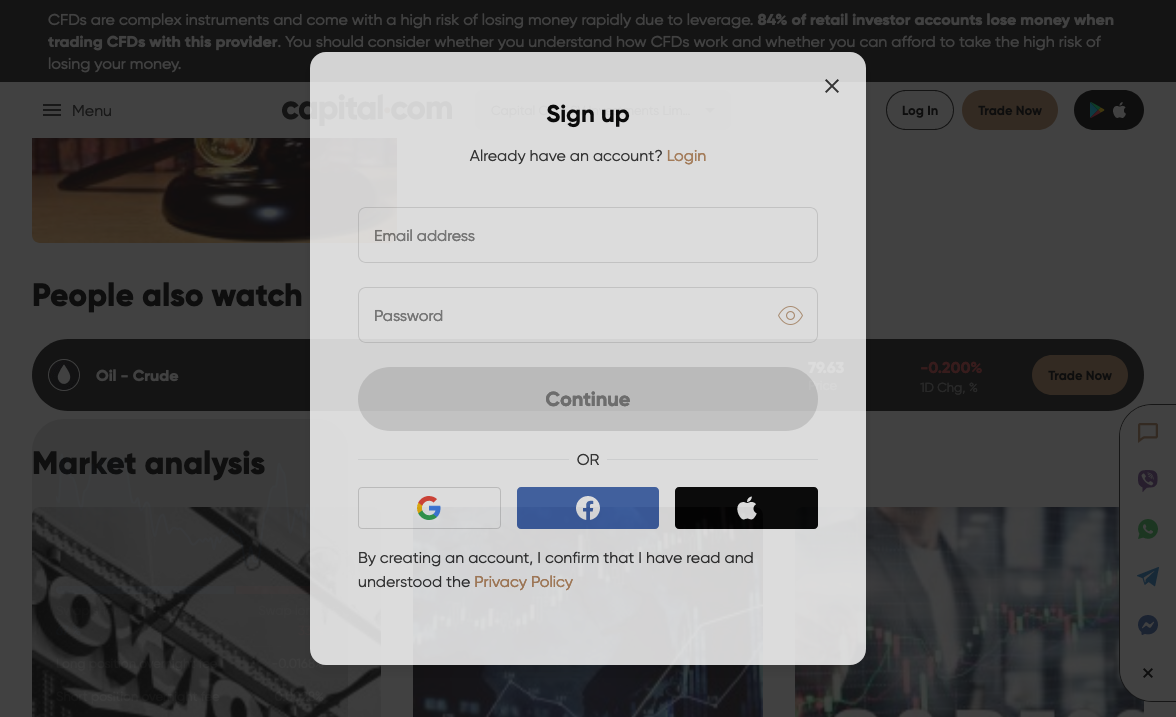 CFDs are complex instruments and come with a high risk of losing money rapidly due to leverage. 84% of retail investor accounts lose money when
trading CFDs with this provider. You should consider whether you understand how CFDs work and whether you can afford to take the high risk of
losing your money.
Menu
capital.com
Log In
Trade Now
Sign up
Already have an account? Login
Email address
Password
Continue
OR
By creating an account, I confirm that I have read and
understood the Privacy Policy
People also watch
Oil - Crude
79.63
-0.200%
1D Chg, %
Trade Now
Market analysis